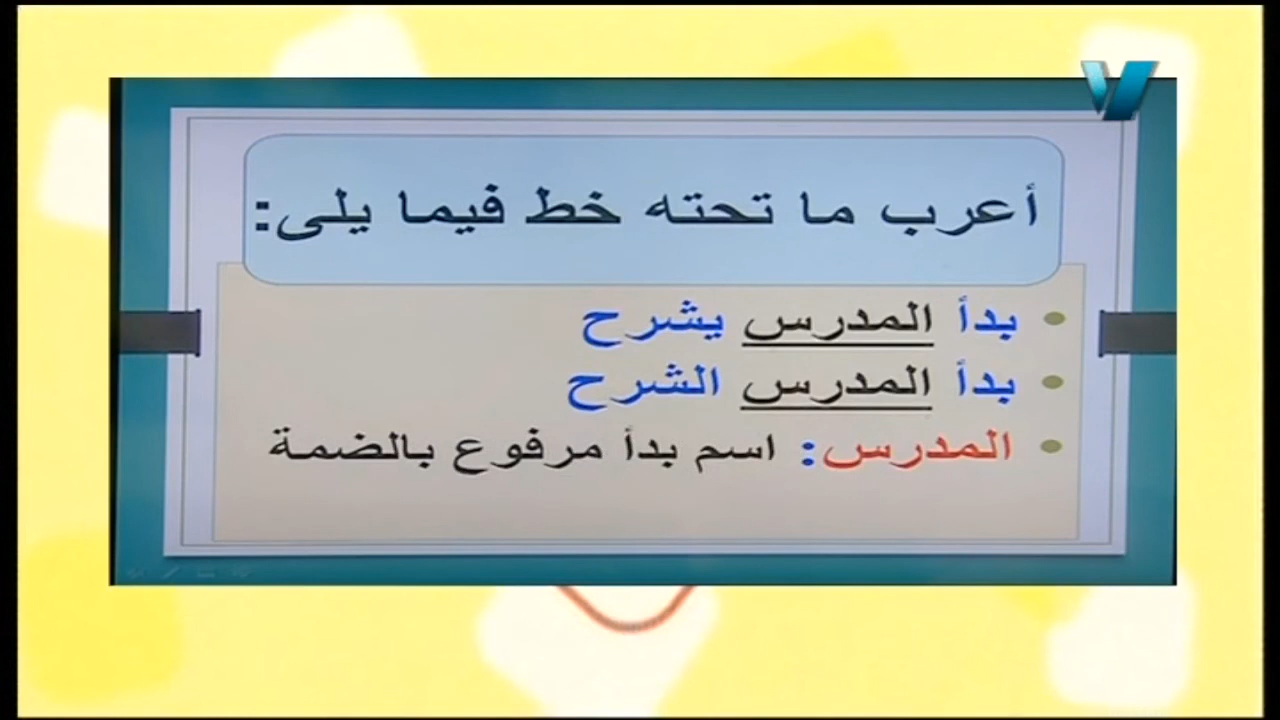 أعرب ما تحته خط فيما يلى:
بدأ المدرس يشرح
بدأ المدرس الشرح
المدرس: اسم بدأ مرفوع بالضمة